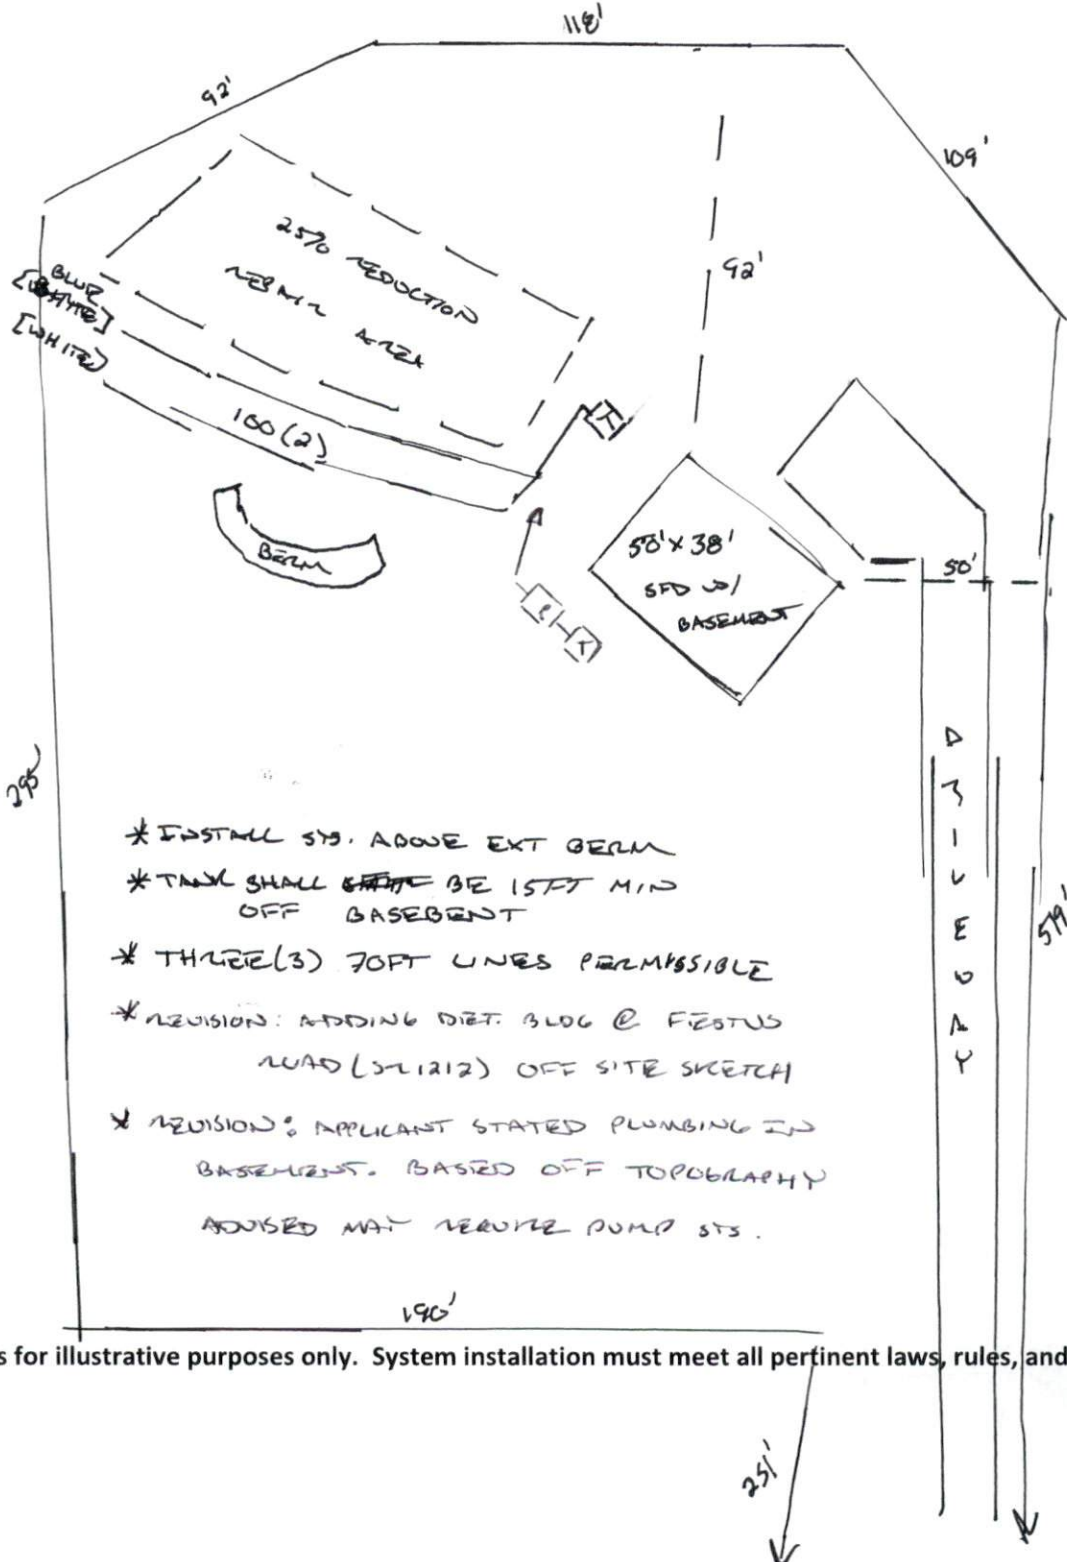 118'
92'
109'
25% REDUCTION
REPAIR AREA
92'
BLUE
[WHITE]
[WHITE]
100(2)
T
BERM
50'x38'
SFD W/
BASEMENT
50'
P
T
DRIVEWAY
295'
579'
* INSTALL SYS. ABOVE EXT BERM
* TANK SHALL BE 15FT MIN
OFF BASEBENT
* THREE(3) 70FT LINES PERMISSIBLE
* REVISION: ADDING DET. BLDG @ FESTUS
ROAD (SR1212) OFF SITE SKETCH
* REVISION: APPLICANT STATED PLUMBING IN
BASEMENT. BASED OFF TOPOGRAPHY
ADVISED MAY REQUIRE PUMP SYS.
190'
s for illustrative purposes only. System installation must meet all pertinent laws, rules, and
251'